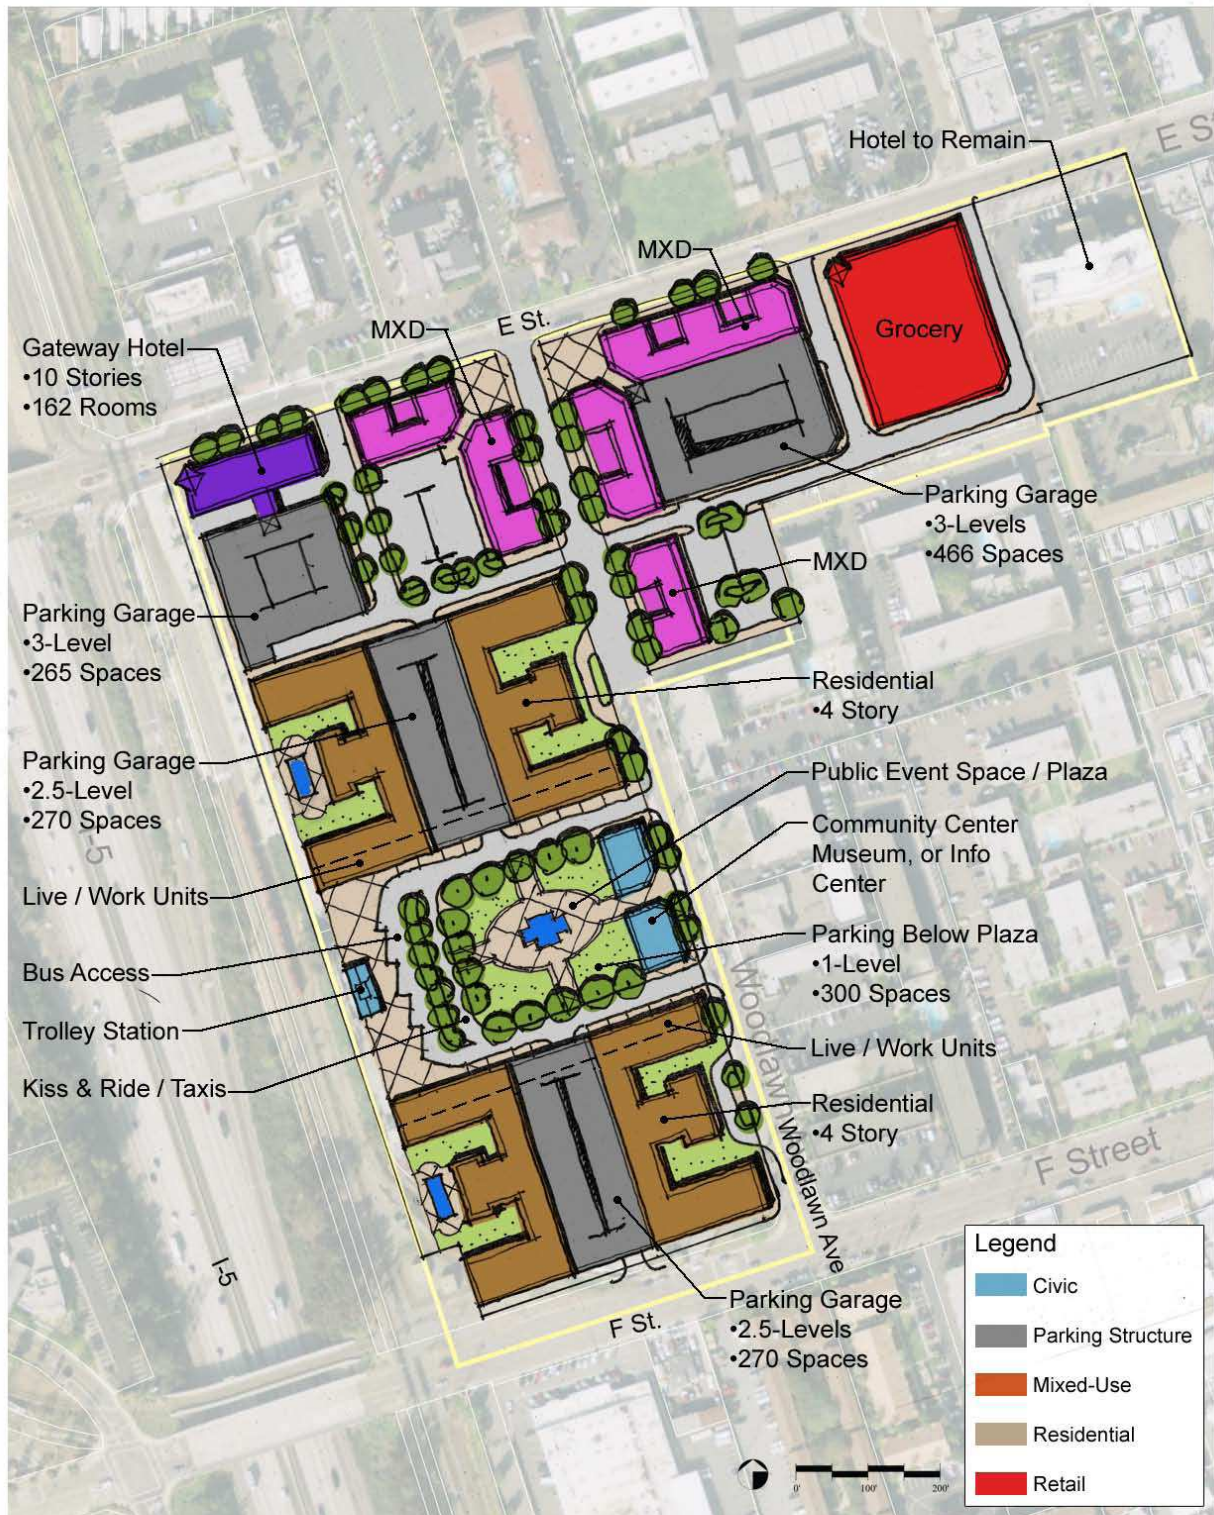 E St
Hotel to Remain
MXD
E St.
MXD
Grocery
Gateway Hotel
•10 Stories
•162 Rooms
Parking Garage
•3-Levels
•466 Spaces
MXD
Parking Garage
•3-Level
•265 Spaces
Residential
•4 Story
Parking Garage
•2.5-Level
•270 Spaces
I-5
Public Event Space / Plaza
Community Center
Museum, or Info
Center
Live / Work Units
Parking Below Plaza
•1-Level
•300 Spaces
Bus Access
Trolley Station
Woodlawn
Live / Work Units
Kiss & Ride / Taxis
Residential
•4 Story
Woodlawn Ave
F Street
I-5
Parking Garage
•2.5-Levels
•270 Spaces
F St.
Legend
Civic
Parking Structure
Mixed-Use
Residential
Retail
0'
100'
200'